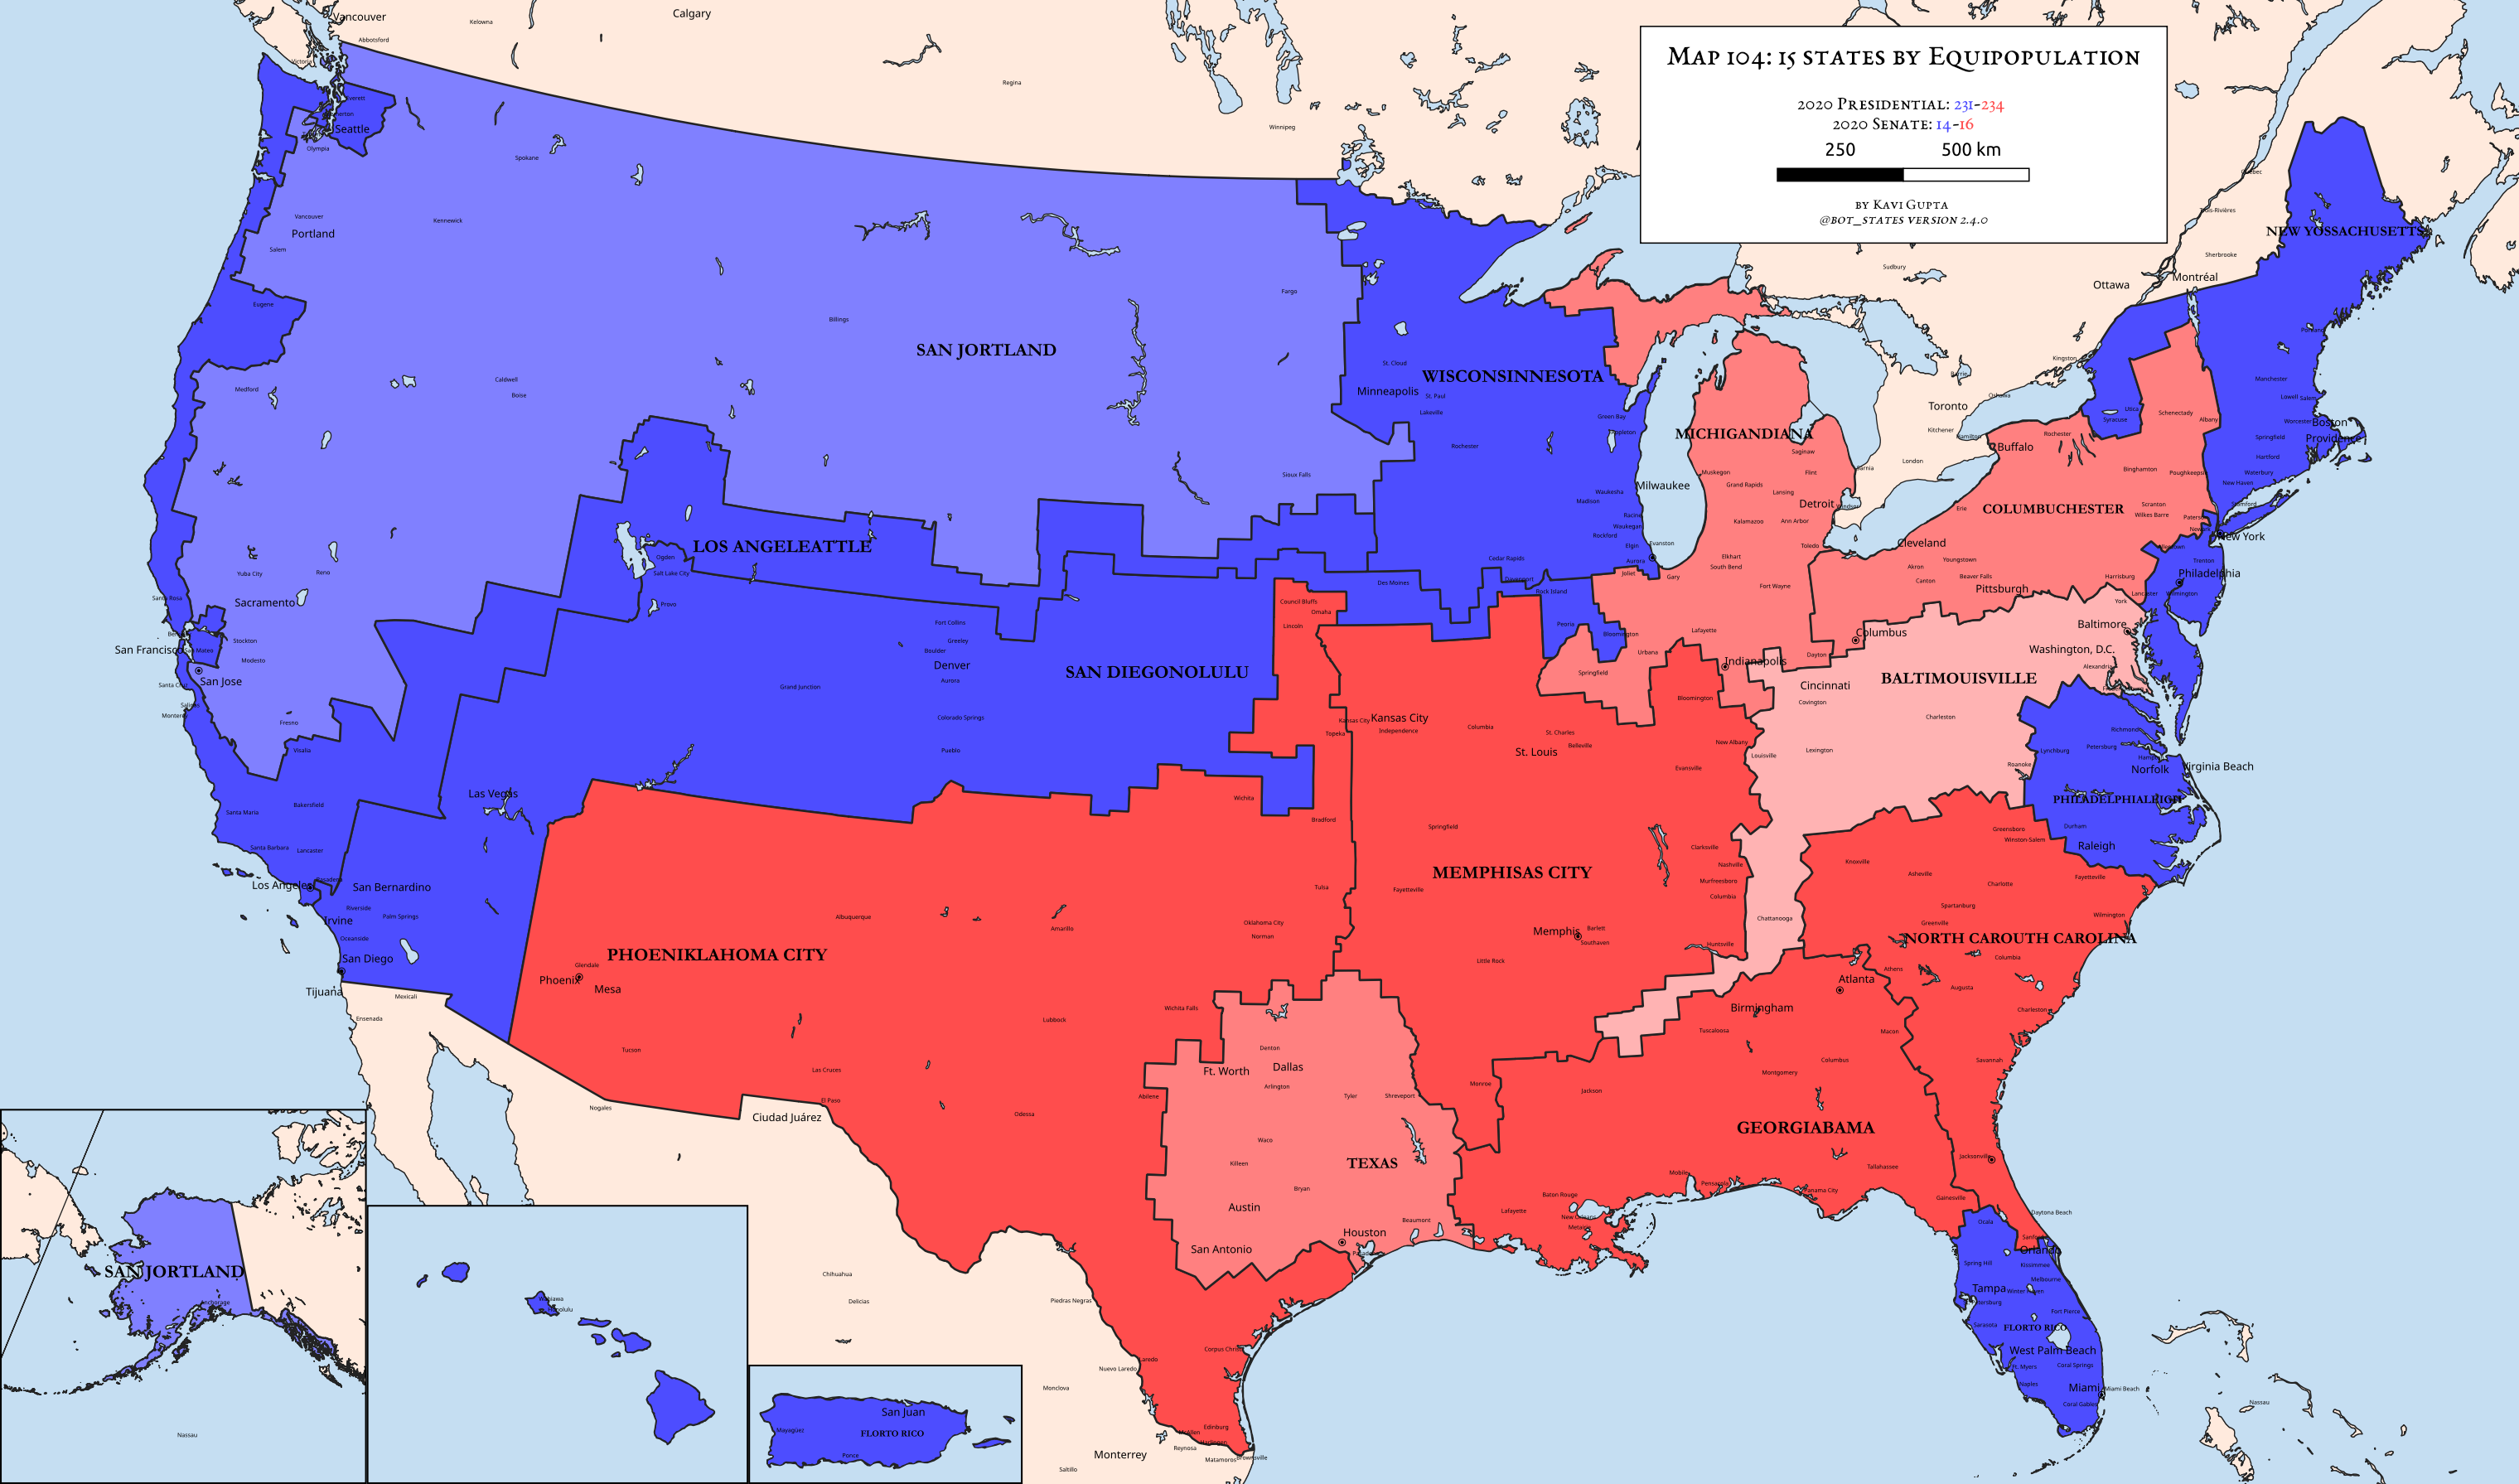 Map 104: 15 states by Equipopulation
2020 Presidential: 231-234
2020 Senate: 14-16
250 500 km
by Kavi Gupta
@bot_states version 2.4.0
Vancouver
Kelowna
Calgary
Abbotsford
Victoria
Regina
Winnipeg
Everett
Seattle
Olympia
Spokane
Vancouver
Portland
Kennewick
Salem
Eugene
Medford
Caldwell
Boise
Billings
Fargo
SAN JORTLAND
Sioux Falls
St. Cloud
Minneapolis
St. Paul
Lakeville
Rochester
WISCONSINNESOTA
Green Bay
Appleton
Milwaukee
Waukesha
Madison
Racine
Waukegan
Rockford
Elgin
Evanston
Aurora
Joliet
Gary
Cedar Rapids
Davenport
Rock Island
Des Moines
Peoria
Bloomington
Urbana
Springfield
MICHIGANDIANA
Saginaw
Muskegon
Flint
Grand Rapids
Lansing
Detroit
Windsor
Kalamazoo
Ann Arbor
Toledo
Elkhart
South Bend
Fort Wayne
Lafayette
Indianapolis
Bloomington
Sudbury
Ottawa
Montréal
Québec
Trois-Rivières
Sherbrooke
Kingston
Barrie
Oshawa
Toronto
Kitchener
Hamilton
London
Sarnia
NEW YOSSACHUSETTS
Portland
Manchester
Lowell
Salem
Worcester
Boston
Springfield
Providence
Hartford
Waterbury
New Haven
Stamford
Utica
Syracuse
Schenectady
Albany
Rochester
Buffalo
Binghamton
Poughkeepsie
COLUMBUCHESTER
Scranton
Wilkes Barre
Paterson
Newark
New York
Allentown
Erie
Cleveland
Youngstown
Akron
Canton
Beaver Falls
Pittsburgh
Harrisburg
Lancaster
York
Trenton
Philadelphia
Wilmington
Columbus
Dayton
Baltimore
Washington, D.C.
Alexandria
BALTIMOUISVILLE
Cincinnati
Covington
Charleston
Lexington
Louisville
New Albany
Roanoke
Lynchburg
Richmond
Petersburg
Norfolk
Virginia Beach
PHILADELPHIALEIGH
Durham
Raleigh
Greensboro
Winston-Salem
Fayetteville
Knoxville
Asheville
Charlotte
Spartanburg
Greenville
Wilmington
NORTH CAROUTH CAROLINA
Columbia
Augusta
Charleston
Savannah
Jacksonville
Daytona Beach
Sanford
Chattanooga
Atlanta
Athens
Birmingham
Tuscaloosa
Macon
Columbus
Montgomery
Jackson
GEORGIABAMA
Tallahassee
Mobile
Pensacola
Panama City
Gainesville
Baton Rouge
Lafayette
New Orleans
Metairie
Ocala
Orlando
Spring Hill
Kissimmee
Melbourne
Tampa
Winter Haven
Fort Pierce
Sarasota
FLORTO RICO
West Palm Beach
Ft. Myers
Coral Springs
Naples
Miami
Miami Beach
Coral Gables
Nassau
Yuba City
Reno
Santa Rosa
Sacramento
Stockton
San Francisco
San Mateo
Modesto
San Jose
Santa Cruz
Salinas
Monterey
Fresno
Visalia
Bakersfield
Santa Maria
Santa Barbara
Lancaster
Los Angeles
Pasadena
LOS ANGELEATTLE
Ogden
Salt Lake City
Provo
Fort Collins
Greeley
Boulder
Denver
Aurora
Grand Junction
Colorado Springs
Pueblo
SAN DIEGONOLULU
Las Vegas
San Bernardino
Riverside
Palm Springs
Irvine
Oceanside
San Diego
Tijuana
Mexicali
Ensenada
Council Bluffs
Omaha
Lincoln
Kansas City
Topeka
Wichita
Bradford
Tulsa
Oklahoma City
Norman
Albuquerque
Amarillo
PHOENIKLAHOMA CITY
Glendale
Phoenix
Mesa
Tucson
Nogales
Las Cruces
El Paso
Ciudad Juárez
Lubbock
Wichita Falls
Odessa
Abilene
Kansas City
Independence
Columbia
St. Charles
St. Louis
Belleville
Evansville
Springfield
Clarksville
Nashville
Murfreesboro
Columbia
MEMPHISAS CITY
Fayetteville
Memphis
Barlett
Southaven
Huntsville
Little Rock
Monroe
Denton
Ft. Worth
Dallas
Arlington
Tyler
Shreveport
Waco
Killeen
TEXAS
Bryan
Austin
Beaumont
Houston
Pasadena
San Antonio
Corpus Christi
Laredo
Nuevo Laredo
Chihuahua
Delicias
Piedras Negras
Monclova
Monterrey
Saltillo
Edinburg
McAllen
Harlingen
Reynosa
Matamoros
Brownsville
SAN JORTLAND
Anchorage
Nassau
Wahiawa
Honolulu
San Juan
Mayagüez
FLORTO RICO
Ponce